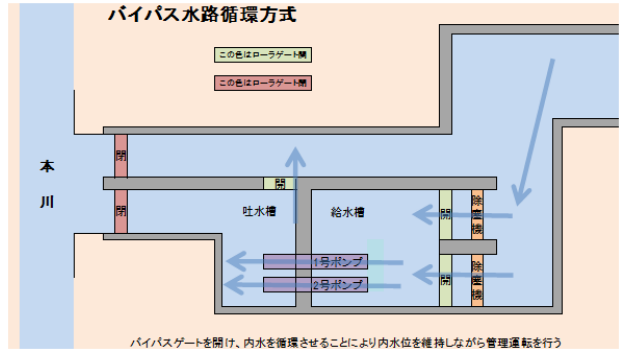 バイパス水路循環方式
この色はローラゲート開
この色はローラゲート閉
本川
閉
閉
開
吐水槽
給水槽
開
除塵機
1号ポンプ
2号ポンプ
開
除塵機
バイパスゲートを開け、内水を循環させることにより内水位を維持しながら管理運転を行う